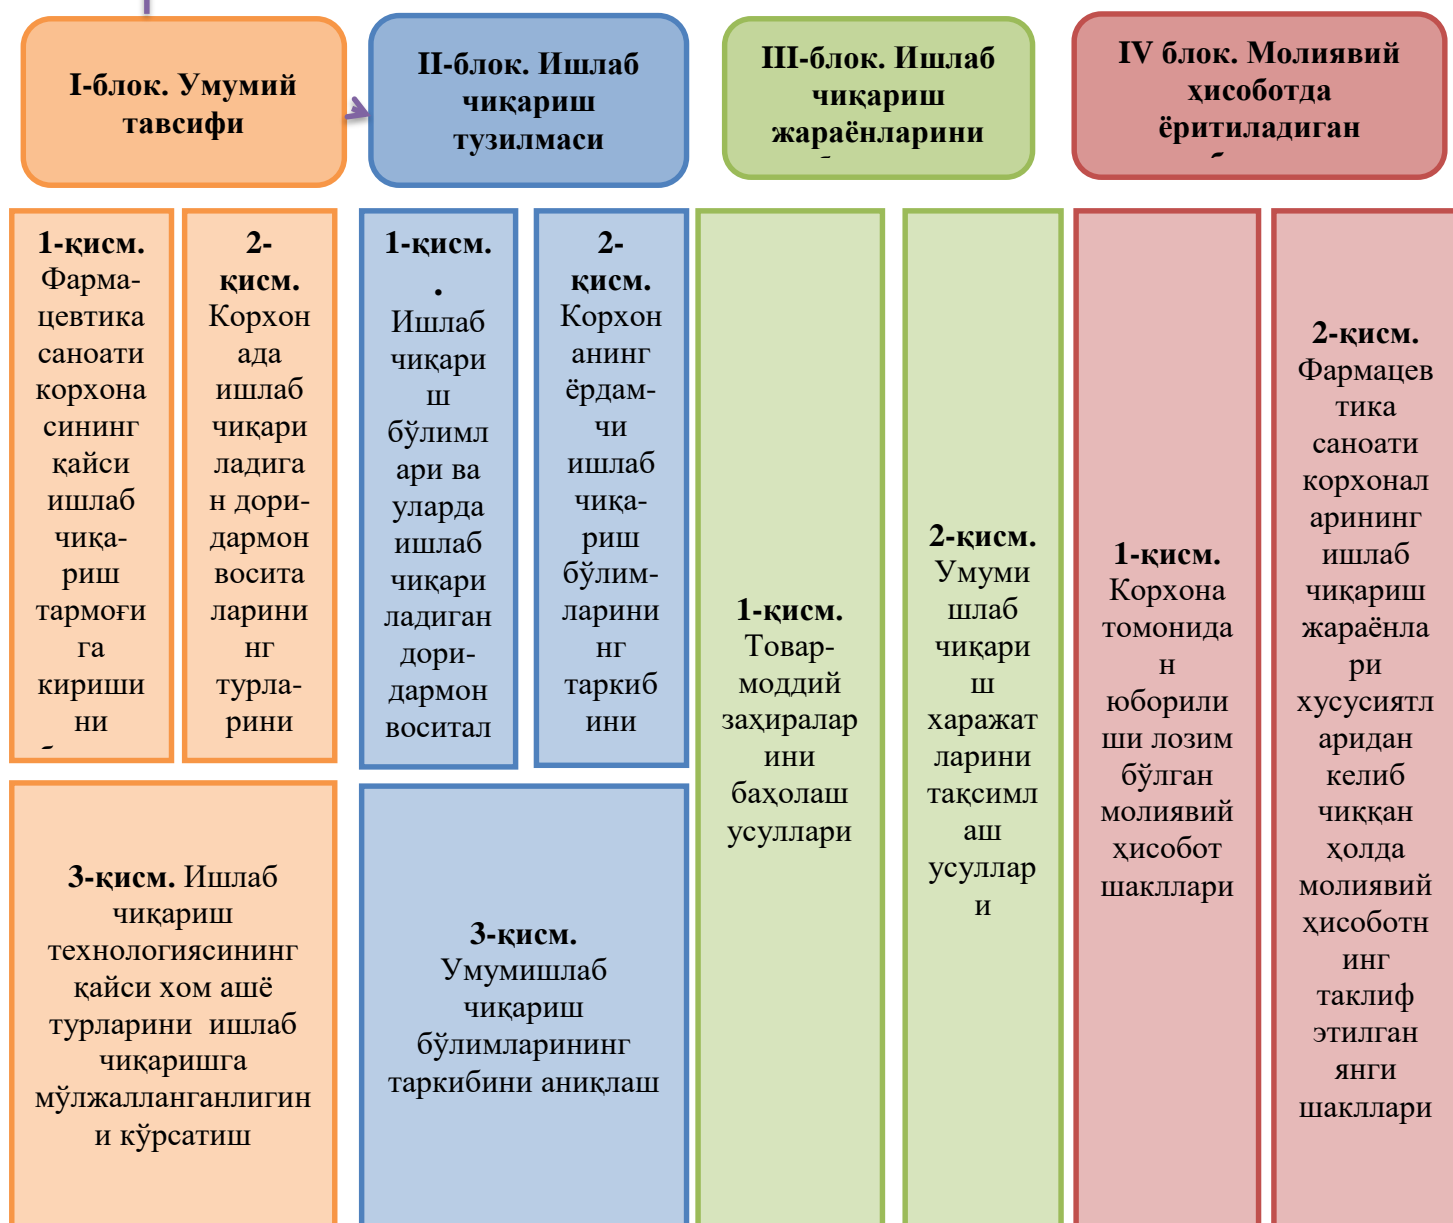 I-блок. Умумий
тавсифи
II-блок. Ишлаб
чиқариш
тузилмаси
III-блок. Ишлаб
чиқариш
жараёнларини
IV блок. Молиявий
ҳисоботда
ёритиладиган
1-қисм.
Фарма-
цевтика
саноати
корхона
сининг
қайси
ишлаб
чиқа-
риш
тармоғи
га
кириши
ни
2-
қисм.
Корхон
ада
ишлаб
чиқари
ладиган
н дори-
дармон
восита
ларини
нг
турла-
рини
3-қисм. Ишлаб
чиқариш
технологиясининг
қайси хом ашё
турларини ишлаб
чиқаришга
мўлжалланганлигин
и кўрсатиш
1-қисм.
.
Ишлаб
чиқари
ш
бўлимл
ари ва
уларда
ишлаб
чиқари
ладиган
дори-
дармон
воситал
2-
қисм.
Корхон
анинг
ёрдам-
чи
ишлаб
чиқа-
риш
бўлим-
ларини
нг
таркиб
ини
3-қисм.
Умумишлаб
чиқариш
бўлимларининг
таркибини аниқлаш
1-қисм.
Товар-
моддий
заҳиралар
ини
баҳолаш
усуллари
2-қисм.
Умуми
шлаб
чиқари
ш
харажат
ларини
тақсимл
аш
усуллар
и
1-қисм.
Корхона
томонида
н
юборили
ши лозим
бўлган
молиявий
ҳисобот
шакллари
2-қисм.
Фармацев
тика
саноати
корхонал
арининг
ишлаб
чиқариш
жараёнла
ри
хусусиятл
аридан
келиб
чиққан
ҳолда
молиявий
ҳисоботн
инг
таклиф
этилган
янги
шакллари